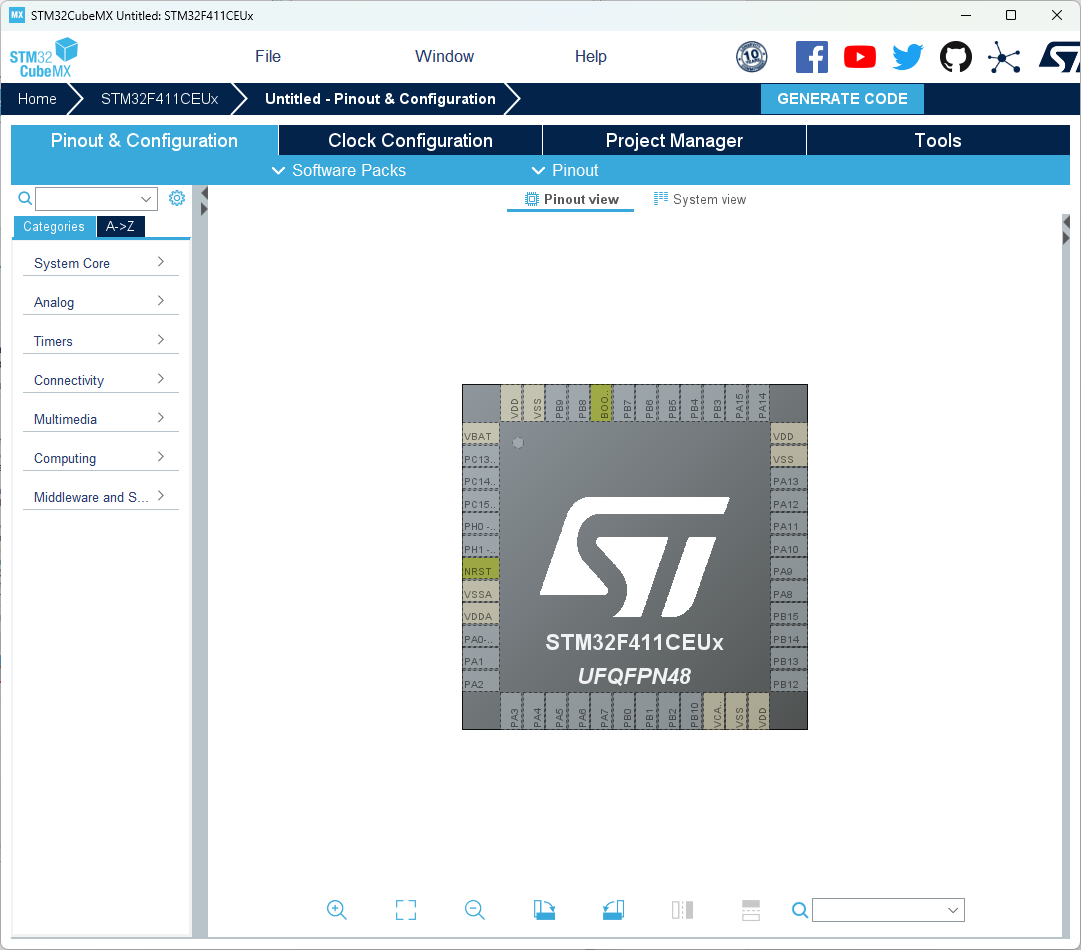 MX STM32CubeMX Untitled: STM32F411CEUx
STM32
CubeMX
File Window Help
10
YEARS
Home STM32F411CEUx Untitled - Pinout & Configuration GENERATE CODE
Pinout & Configuration Clock Configuration Project Manager Tools
Software Packs Pinout
Pinout view System view
Categories A->Z
System Core
Analog
Timers
Connectivity
Multimedia
Computing
Middleware and S...
VDD VSS PB9 PB8 BOO.. PB7 PB6 PB5 PB4 PB3 PA15 PA14
VBAT
PC13..
PC14..
PC15..
PH0 -..
PH1 -..
NRST
VSSA
VDDA
PA0-..
PA1
PA2
VDD
VSS
PA13
PA12
PA11
PA10
PA9
PA8
PB15
PB14
PB13
PB12
ST
STM32F411CEUx
UFQFPN48
PA3 PA4 PA5 PA6 PA7 PB0 PB1 PB2 PB10 VCA.. VSS VDD